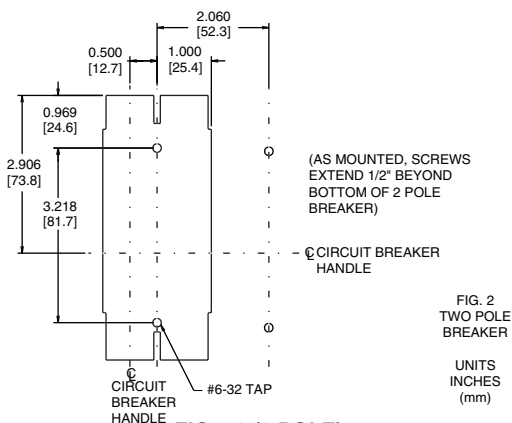 2.060
[52.3]
0.500
[12.7]
1.000
[25.4]
0.969
[24.6]
2.906
[73.8]
3.218
[81.7]
(AS MOUNTED, SCREWS
EXTEND 1/2" BEYOND
BOTTOM OF 2 POLE
BREAKER)
℄ CIRCUIT BREAKER
HANDLE
FIG. 2
TWO POLE
BREAKER
UNITS
INCHES
(mm)
#6-32 TAP
℄
CIRCUIT
BREAKER
HANDLE